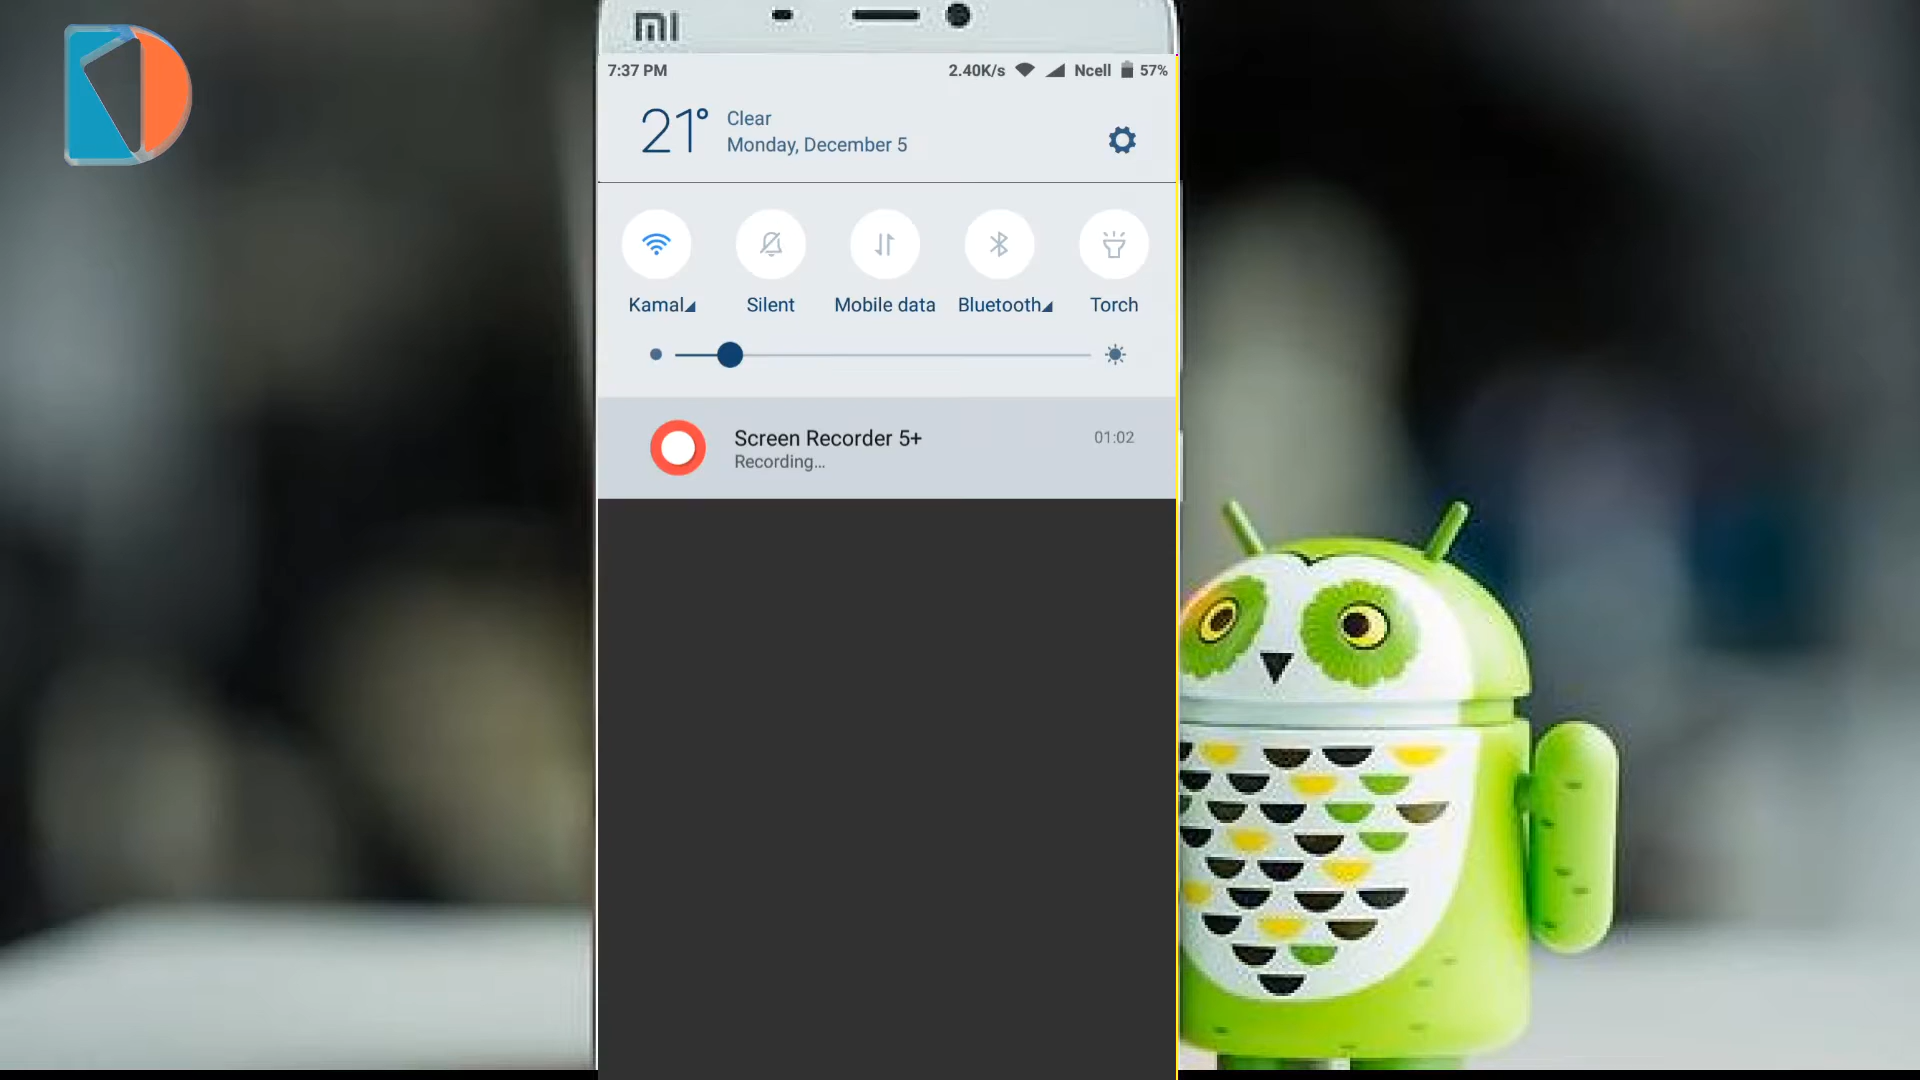 mi
7:37 PM 2.40K/s Ncell 57%
21° Clear
Monday, December 5
Kamal Silent Mobile data Bluetooth Torch
Screen Recorder 5+ 01:02
Recording...